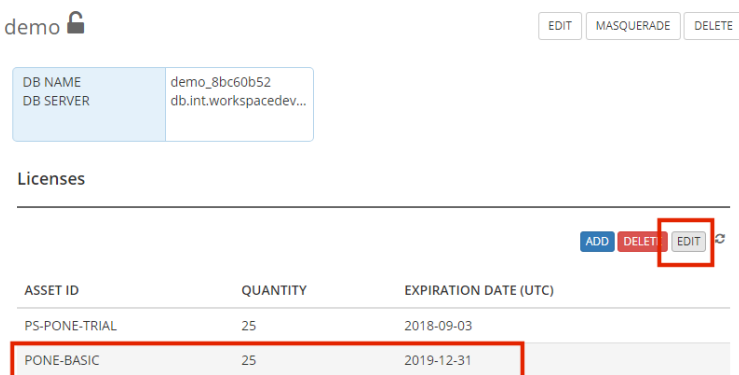 demo
EDIT MASQUERADE DELETE
DB NAME demo_8bc60b52
DB SERVER db.int.workspacedev...
Licenses
ADD DELETE EDIT
ASSET ID QUANTITY EXPIRATION DATE (UTC)
PS-PONE-TRIAL 25 2018-09-03
PONE-BASIC 25 2019-12-31